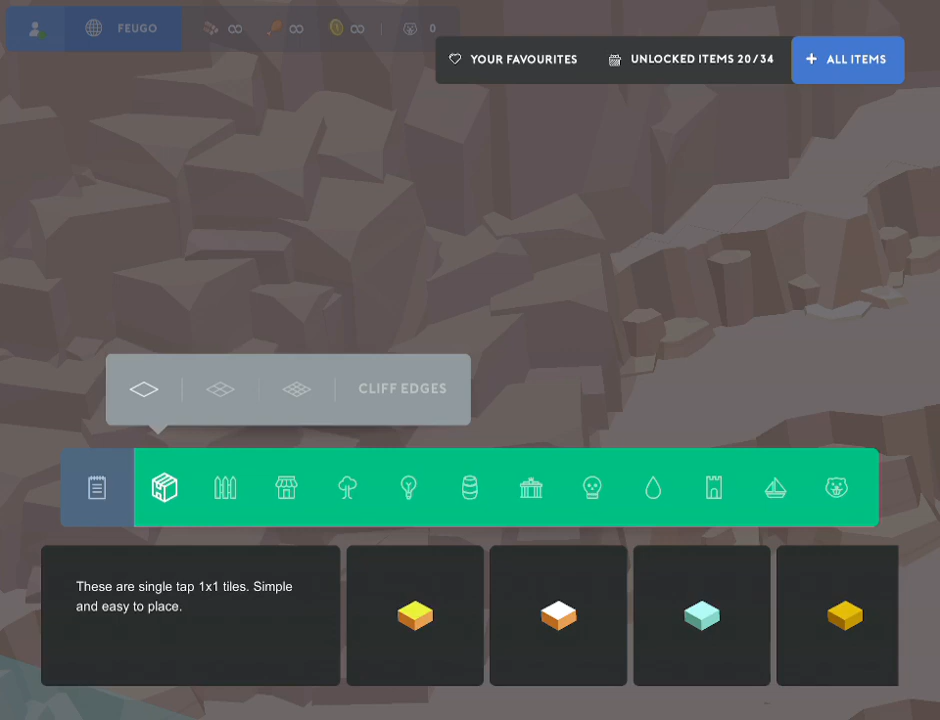 FEUGO
∞ ∞ ∞ 0
YOUR FAVOURITES
UNLOCKED ITEMS 20/34
+ ALL ITEMS
CLIFF EDGES
These are single tap 1x1 tiles. Simple
and easy to place.